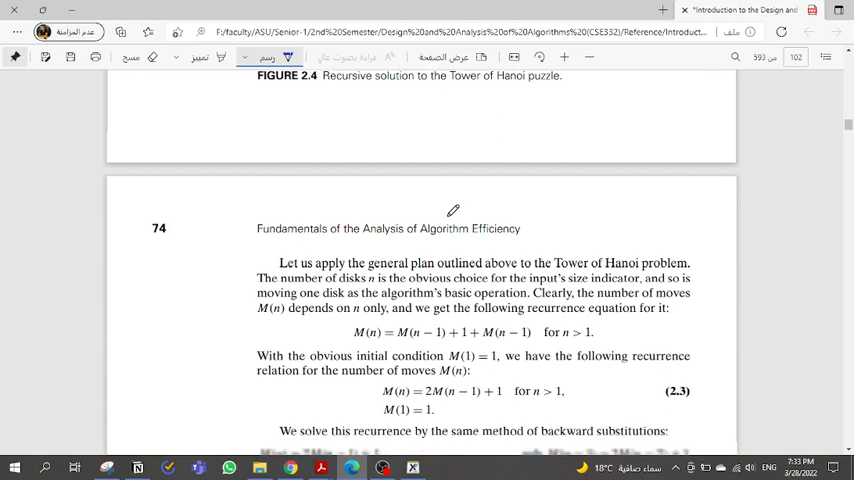 *Introduction to the Design and
عدم المزامنة
F:/faculty/ASU/Senior-1/2nd%20Semester/Design%20and%20Analysis%20of%20Algorithms%20(CSE332)/Reference/Introduct...
ملف
مسح
تمييز
رسم
قراءة بصوت عالٍ
عرض الصفحة
من 593
102
FIGURE 2.4 Recursive solution to the Tower of Hanoi puzzle.
74
Fundamentals of the Analysis of Algorithm Efficiency
Let us apply the general plan outlined above to the Tower of Hanoi problem.
The number of disks n is the obvious choice for the input's size indicator, and so is
moving one disk as the algorithm's basic operation. Clearly, the number of moves
M(n) depends on n only, and we get the following recurrence equation for it:
M(n) = M(n − 1) + 1 + M(n − 1) for n > 1.
With the obvious initial condition M(1) = 1, we have the following recurrence
relation for the number of moves M(n):
M(n) = 2M(n − 1) + 1 for n > 1, (2.3)
M(1) = 1.
We solve this recurrence by the same method of backward substitutions:
18°C سماء صافية
ENG
7:33 PM
3/28/2022